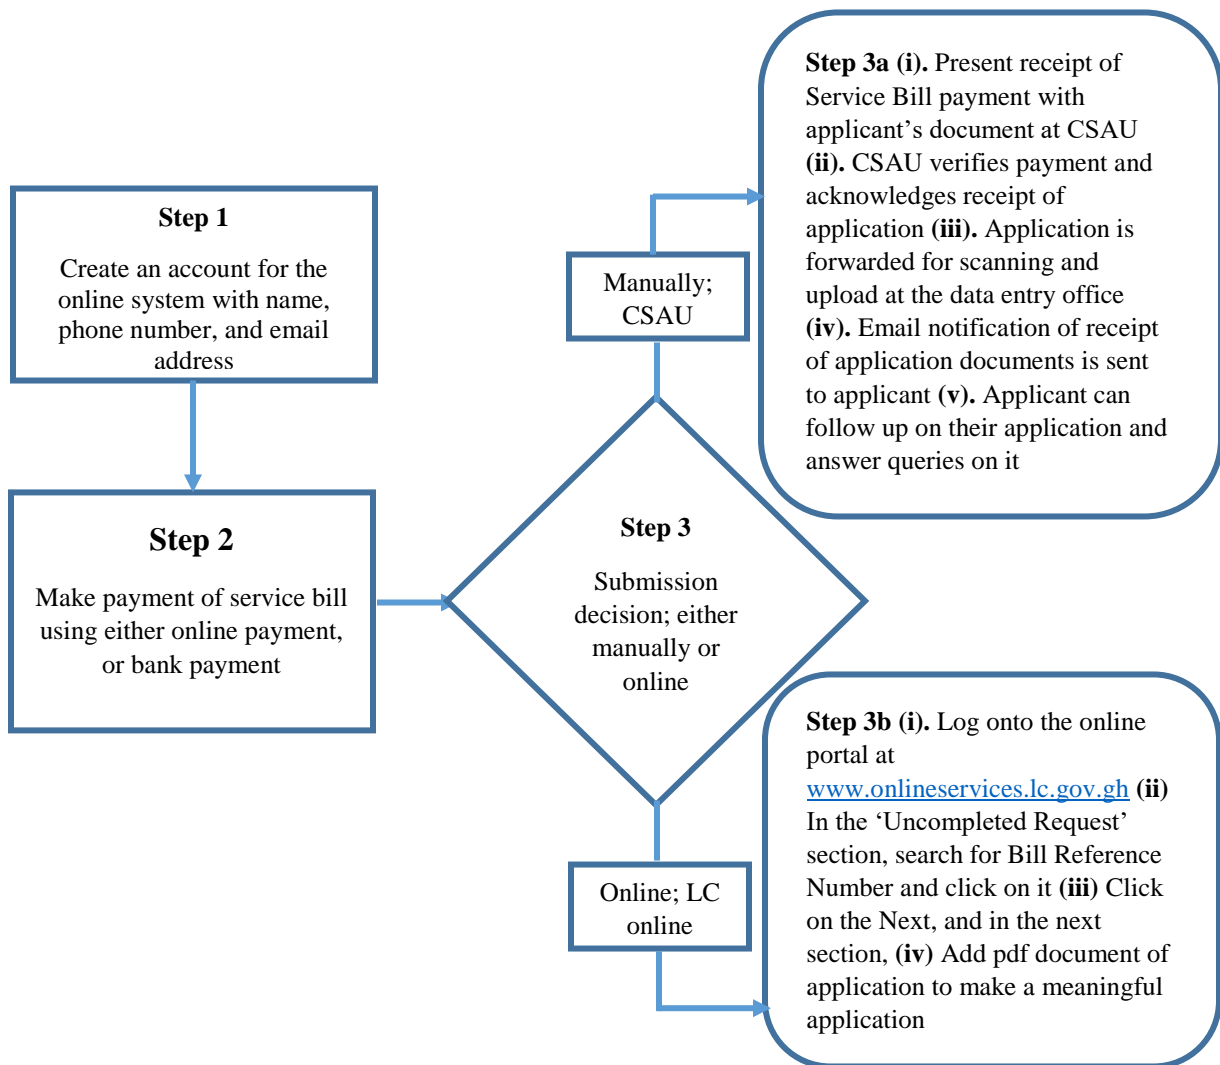 Step 1
Create an account for the
online system with name,
phone number, and email
address
Step 2
Make payment of service bill
using either online payment,
or bank payment
Step 3
Submission
decision; either
manually or
online
Manually;
CSAU
Step 3a (i). Present receipt of
Service Bill payment with
applicant’s document at CSAU
(ii). CSAU verifies payment and
acknowledges receipt of
application (iii). Application is
forwarded for scanning and
upload at the data entry office
(iv). Email notification of receipt
of application documents is sent
to applicant (v). Applicant can
follow up on their application and
answer queries on it
Online; LC
online
Step 3b (i). Log onto the online
portal at
www.onlineservices.lc.gov.gh (ii)
In the ‘Uncompleted Request’
section, search for Bill Reference
Number and click on it (iii) Click
on the Next, and in the next
section, (iv) Add pdf document of
application to make a meaningful
application